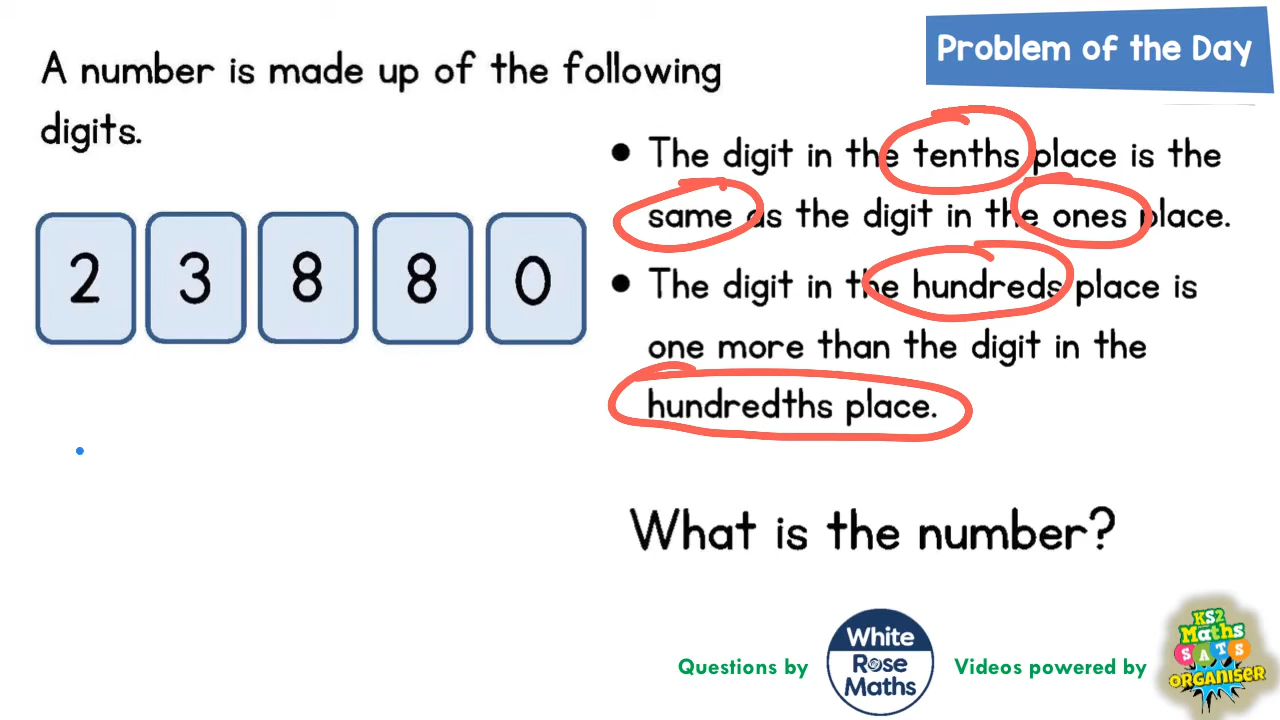 Problem of the Day
A number is made up of the following
digits.
2 3 8 8 0
• The digit in the tenths place is the
same as the digit in the ones place.
• The digit in the hundreds place is
one more than the digit in the
hundredths place.
What is the number?
Questions by
White
Rose
Maths
Videos powered by
KS2
Maths
SATS
ORGANISER